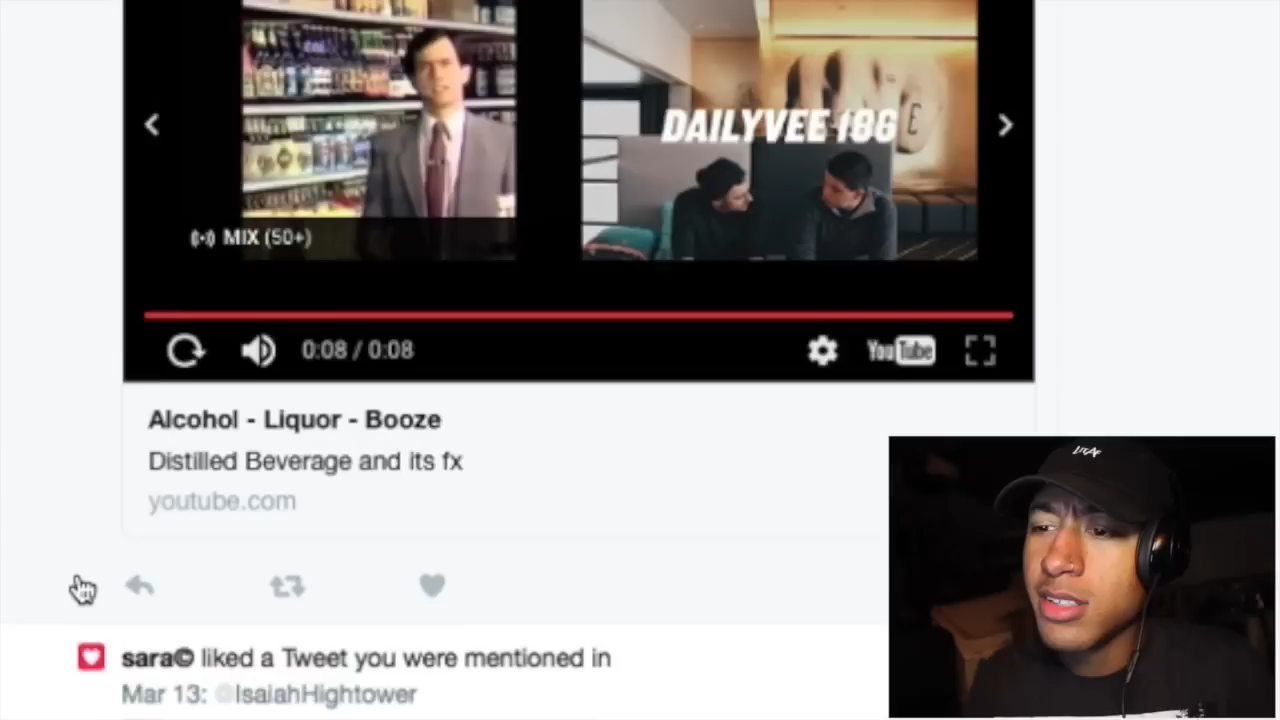 DAILYVEE 186
MIX (50+)
0:08 / 0:08
YouTube
Alcohol - Liquor - Booze
Distilled Beverage and its fx
youtube.com
sara© liked a Tweet you were mentioned in
Mar 13: @IsaiahHightower